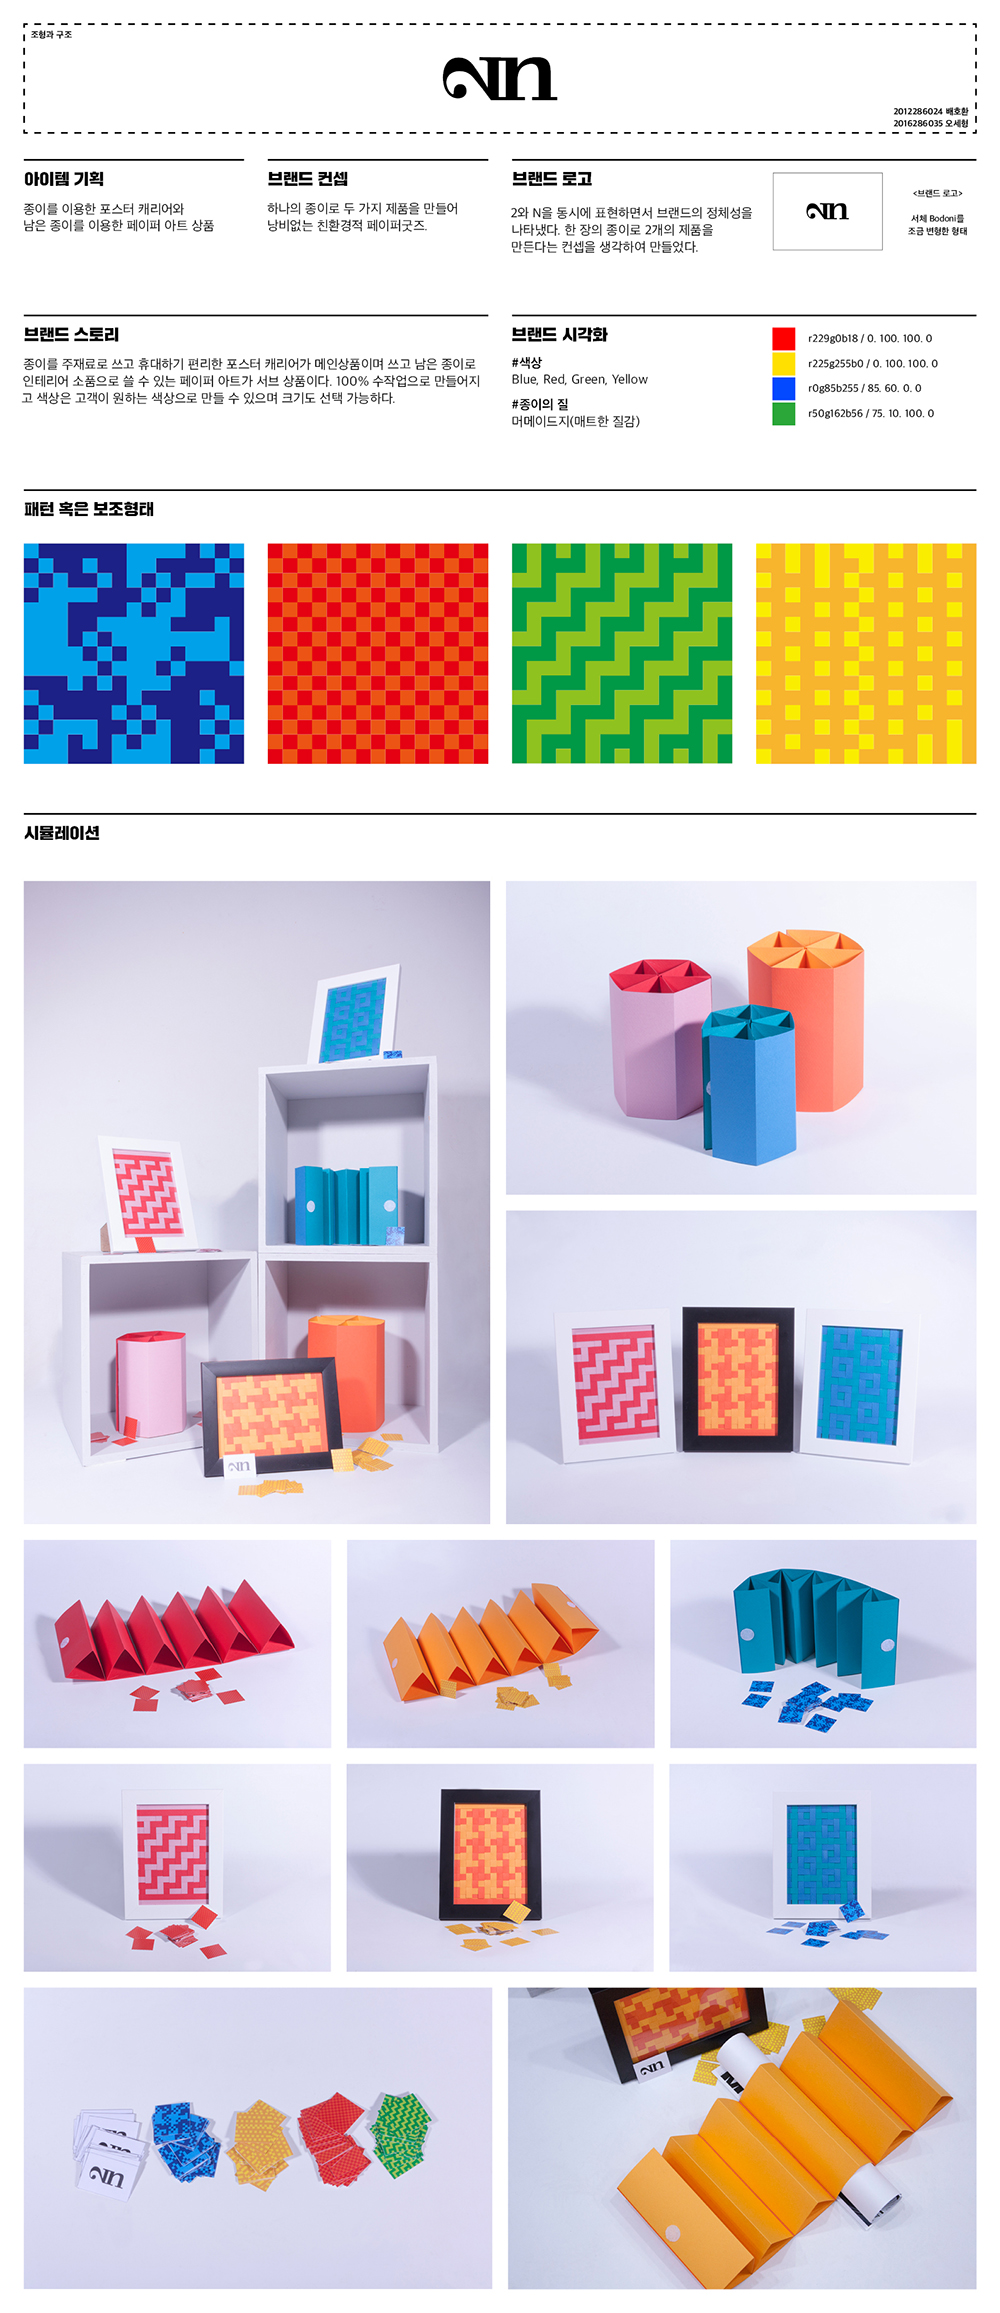 조형과 구조
2n
2012286024 배호환
2016286035 오세형
아이템 기획
종이를 이용한 포스터 캐리어와
남은 종이를 이용한 페이퍼 아트 상품
브랜드 컨셉
하나의 종이로 두 가지 제품을 만들어
낭비없는 친환경적 페이퍼굿즈.
브랜드 로고
2와 N을 동시에 표현하면서 브랜드의 정체성을
나타냈다. 한 장의 종이로 2개의 제품을
만든다는 컨셉을 생각하여 만들었다.
2n
<브랜드 로고>
서체 Bodoni를
조금 변형한 형태
브랜드 스토리
종이를 주재료로 쓰고 휴대하기 편리한 포스터 캐리어가 메인상품이며 쓰고 남은 종이로
인테리어 소품으로 쓸 수 있는 페이퍼 아트가 서브 상품이다. 100% 수작업으로 만들어지
고 색상은 고객이 원하는 색상으로 만들 수 있으며 크기도 선택 가능하다.
브랜드 시각화
#색상
Blue, Red, Green, Yellow
#종이의 질
머메이드지(매트한 질감)
r229g0b18 / 0. 100. 100. 0
r225g255b0 / 0. 100. 100. 0
r0g85b255 / 85. 60. 0. 0
r50g162b56 / 75. 10. 100. 0
패턴 혹은 보조형태
시뮬레이션
2n
2n
2n